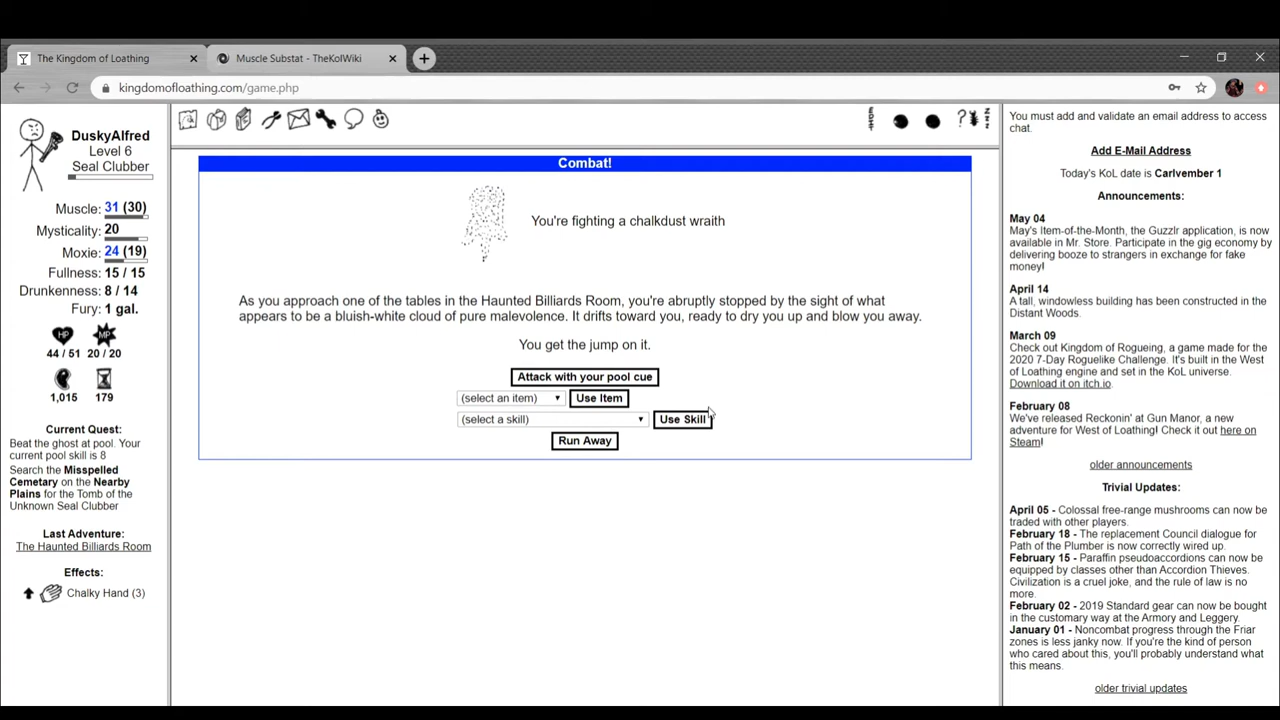 The Kingdom of Loathing
Muscle Substat - TheKolWiki
kingdomofloathing.com/game.php
DuskyAlfred
Level 6
Seal Clubber
Muscle: 31 (30)
Mysticality: 20
Moxie: 24 (19)
Fullness: 15 / 15
Drunkenness: 8 / 14
Fury: 1 gal.
HP MP
44 / 51 20 / 20
1,015 179
Current Quest:
Beat the ghost at pool. Your
current pool skill is 8
Search the Misspelled
Cemetary on the Nearby
Plains for the Tomb of the
Unknown Seal Clubber
Last Adventure:
The Haunted Billiards Room
Effects:
Chalky Hand (3)
Combat!
You're fighting a chalkdust wraith
As you approach one of the tables in the Haunted Billiards Room, you're abruptly stopped by the sight of what
appears to be a bluish-white cloud of pure malevolence. It drifts toward you, ready to dry you up and blow you away.
You get the jump on it.
Attack with your pool cue
(select an item) Use Item
(select a skill) Use Skill
Run Away
You must add and validate an email address to access
chat.
Add E-Mail Address
Today's KoL date is Carlvember 1
Announcements:
May 04
May's Item-of-the-Month, the Guzzlr application, is now
available in Mr. Store. Participate in the gig economy by
delivering booze to strangers in exchange for fake
money!
April 14
A tall, windowless building has been constructed in the
Distant Woods.
March 09
Check out Kingdom of Rogueing, a game made for the
2020 7-Day Roguelike Challenge. It's built in the West
of Loathing engine and set in the KoL universe.
Download it on itch.io.
February 08
We've released Reckonin' at Gun Manor, a new
adventure for West of Loathing! Check it out here on
Steam!
older announcements
Trivial Updates:
April 05 - Colossal free-range mushrooms can now be
traded with other players.
February 18 - The replacement Council dialogue for
Path of the Plumber is now correctly wired up.
February 15 - Paraffin pseudoaccordions can now be
equipped by classes other than Accordion Thieves.
Civilization is a cruel joke, and the rule of law is no
more.
February 02 - 2019 Standard gear can now be bought
in the customary way at the Armory and Leggery.
January 01 - Noncombat progress through the Friar
zones is less janky now. If you're the kind of person
who cared about this, you'll probably understand what
this means.
older trivial updates